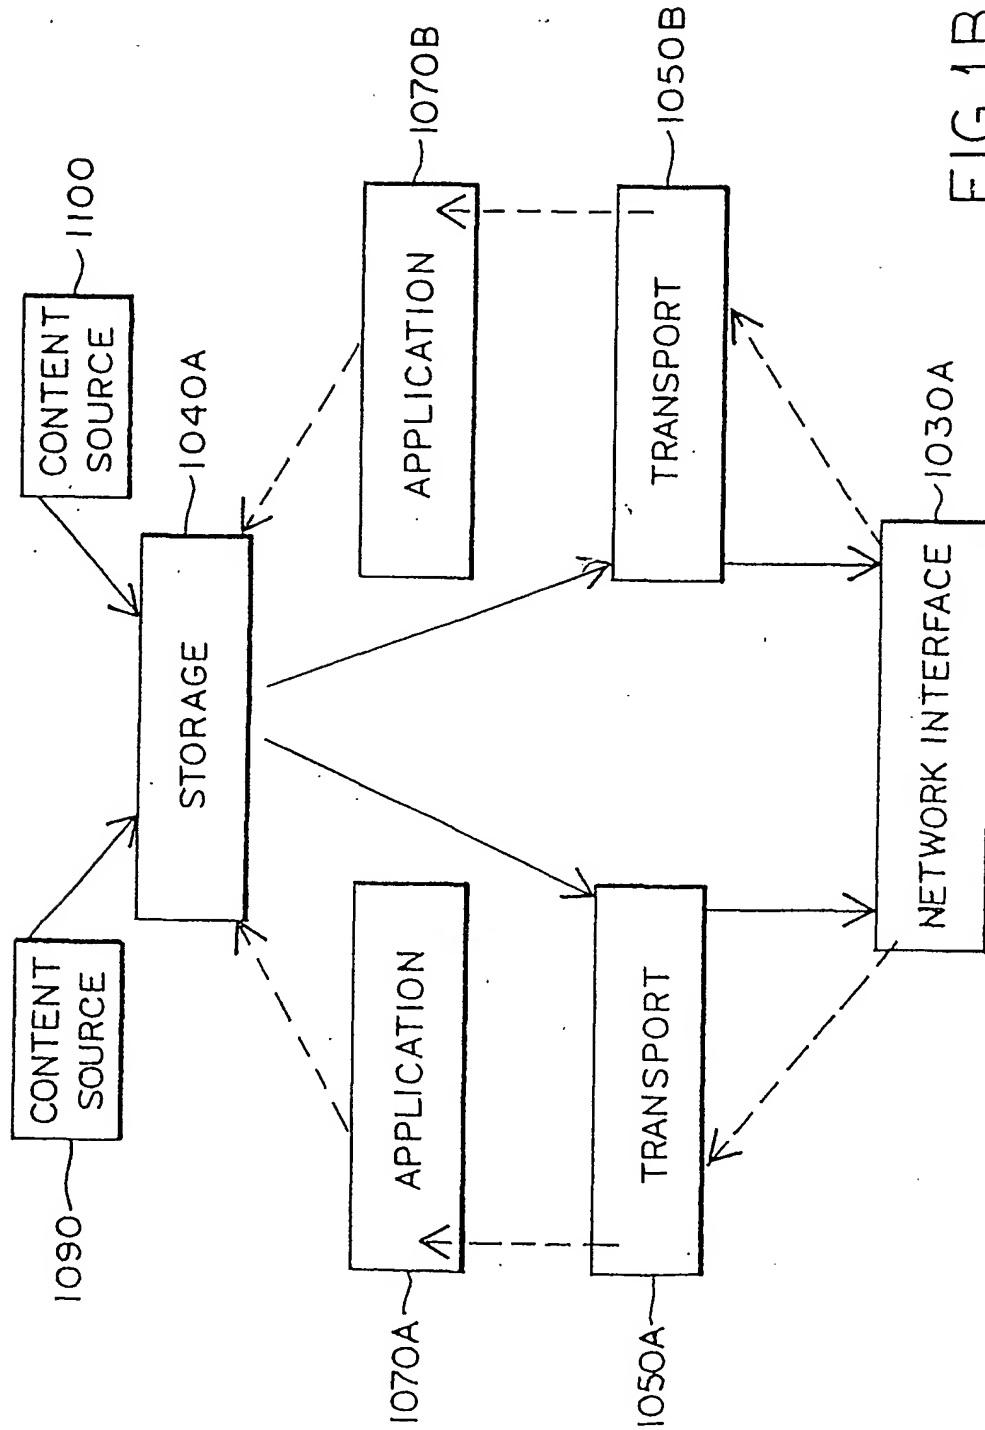 CONTENT
SOURCE
1090
CONTENT
SOURCE
1100
STORAGE
1040A
APPLICATION
1070A
APPLICATION
1070B
TRANSPORT
1050A
TRANSPORT
1050B
NETWORK INTERFACE
1030A
FIG. 1B